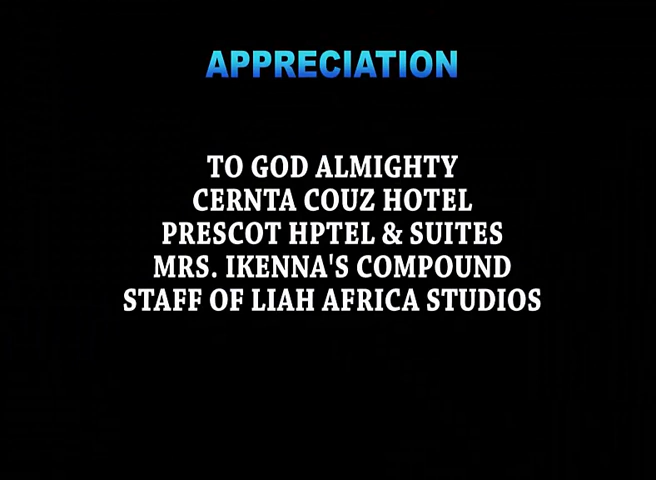 APPRECIATION
TO GOD ALMIGHTY
CERNTA COUZ HOTEL
PRESCOT HPTEL & SUITES
MRS. IKENNA'S COMPOUND
STAFF OF LIAH AFRICA STUDIOS